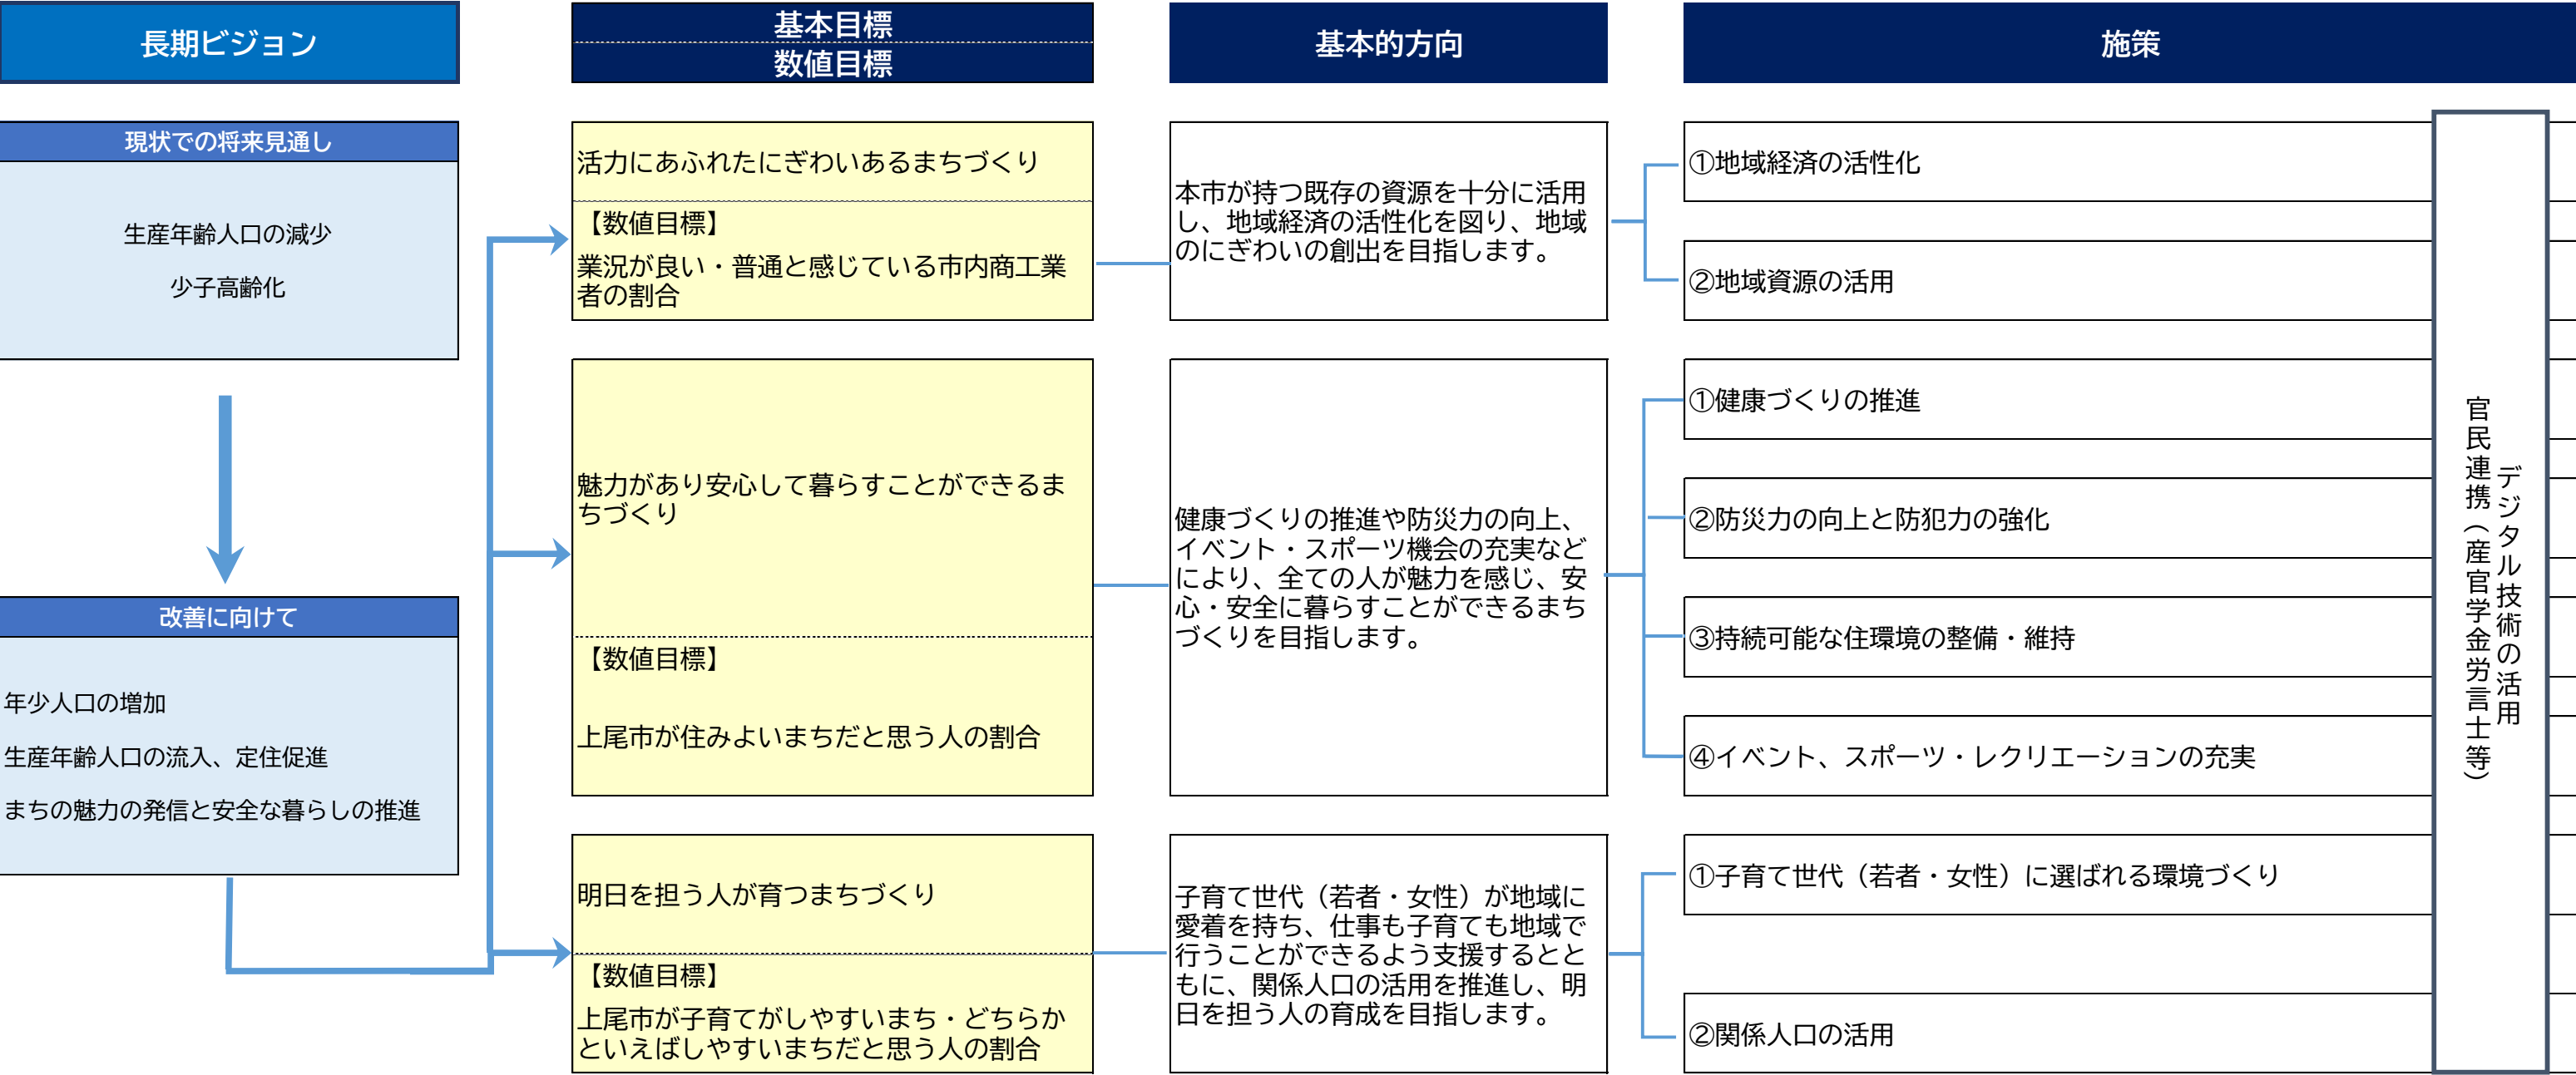 長期ビジョン
基本目標
数値目標
基本的方向
施策
現状での将来見通し
生産年齢人口の減少
少子高齢化
改善に向けて
年少人口の増加
生産年齢人口の流入、定住促進
まちの魅力の発信と安全な暮らしの推進
活力にあふれたにぎわいあるまちづくり
【数値目標】
業況が良い・普通と感じている市内商工業
者の割合
本市が持つ既存の資源を十分に活用
し、地域経済の活性化を図り、地域
のにぎわいの創出を目指します。
①地域経済の活性化
②地域資源の活用
魅力があり安心して暮らすことができるま
ちづくり
【数値目標】
上尾市が住みよいまちだと思う人の割合
健康づくりの推進や防災力の向上、
イベント・スポーツ機会の充実など
により、全ての人が魅力を感じ、安
心・安全に暮らすことができるまち
づくりを目指します。
①健康づくりの推進
②防災力の向上と防犯力の強化
③持続可能な住環境の整備・維持
④イベント、スポーツ・レクリエーションの充実
明日を担う人が育つまちづくり
【数値目標】
上尾市が子育てがしやすいまち・どちらか
といえばしやすいまちだと思う人の割合
子育て世代（若者・女性）が地域に
愛着を持ち、仕事も子育ても地域で
行うことができるよう支援するとと
もに、関係人口の活用を推進し、明
日を担う人の育成を目指します。
①子育て世代（若者・女性）に選ばれる環境づくり
②関係人口の活用
デジタル技術の活用
官民連携（産官学金労言士等）